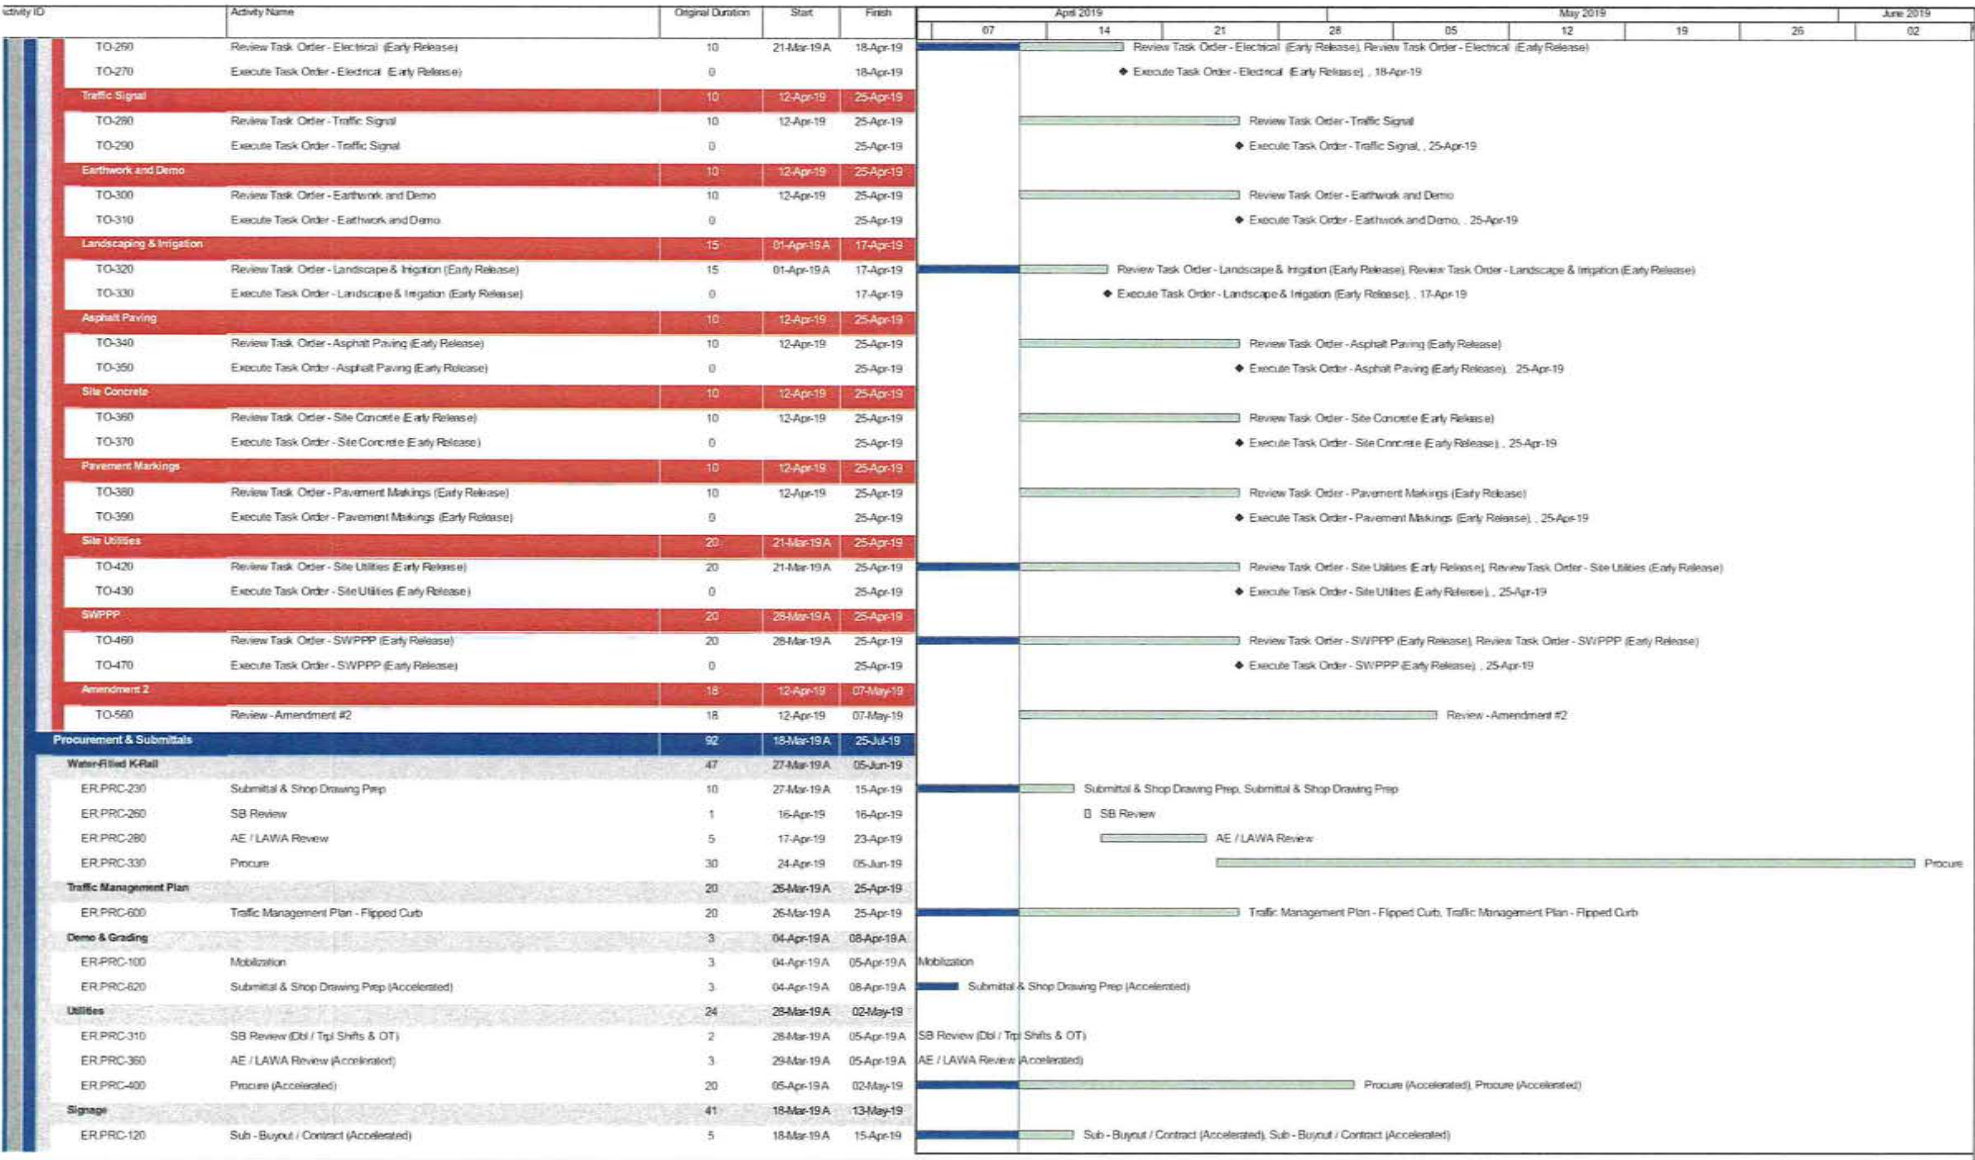 ctivity ID Activity Name Original Duration Start Finish April 2019 May 2019 June 2019
07 14 21 28 05 12 19 26 02
TO-260 Review Task Order - Electrical (Early Release) 10 21-Mar-19 A 18-Apr-19 Review Task Order - Electrical (Early Release), Review Task Order - Electrical (Early Release)
TO-270 Execute Task Order - Electrical (Early Release) 0 18-Apr-19 Execute Task Order - Electrical (Early Release), , 18-Apr-19
Traffic Signal 10 12-Apr-19 25-Apr-19
TO-280 Review Task Order - Traffic Signal 10 12-Apr-19 25-Apr-19 Review Task Order - Traffic Signal
TO-290 Execute Task Order - Traffic Signal 0 25-Apr-19 Execute Task Order - Traffic Signal, , 25-Apr-19
Earthwork and Demo 10 12-Apr-19 25-Apr-19
TO-300 Review Task Order - Earthwork and Demo 10 12-Apr-19 25-Apr-19 Review Task Order - Earthwork and Demo
TO-310 Execute Task Order - Earthwork and Demo 0 25-Apr-19 Execute Task Order - Earthwork and Demo, , 25-Apr-19
Landscaping & Irrigation 15 01-Apr-19 A 17-Apr-19
TO-320 Review Task Order - Landscape & Irrigation (Early Release) 15 01-Apr-19 A 17-Apr-19 Review Task Order - Landscape & Irrigation (Early Release), Review Task Order - Landscape & Irrigation (Early Release)
TO-330 Execute Task Order - Landscape & Irrigation (Early Release) 0 17-Apr-19 Execute Task Order - Landscape & Irrigation (Early Release), , 17-Apr-19
Asphalt Paving 10 12-Apr-19 25-Apr-19
TO-340 Review Task Order - Asphalt Paving (Early Release) 10 12-Apr-19 25-Apr-19 Review Task Order - Asphalt Paving (Early Release)
TO-350 Execute Task Order - Asphalt Paving (Early Release) 0 25-Apr-19 Execute Task Order - Asphalt Paving (Early Release), , 25-Apr-19
Site Concrete 10 12-Apr-19 25-Apr-19
TO-360 Review Task Order - Site Concrete (Early Release) 10 12-Apr-19 25-Apr-19 Review Task Order - Site Concrete (Early Release)
TO-370 Execute Task Order - Site Concrete (Early Release) 0 25-Apr-19 Execute Task Order - Site Concrete (Early Release), , 25-Apr-19
Pavement Markings 10 12-Apr-19 25-Apr-19
TO-380 Review Task Order - Pavement Markings (Early Release) 10 12-Apr-19 25-Apr-19 Review Task Order - Pavement Markings (Early Release)
TO-390 Execute Task Order - Pavement Markings (Early Release) 0 25-Apr-19 Execute Task Order - Pavement Markings (Early Release), , 25-Apr-19
Site Utilities 20 21-Mar-19 A 25-Apr-19
TO-420 Review Task Order - Site Utilities (Early Release) 20 21-Mar-19 A 25-Apr-19 Review Task Order - Site Utilities (Early Release), Review Task Order - Site Utilities (Early Release)
TO-430 Execute Task Order - Site Utilities (Early Release) 0 25-Apr-19 Execute Task Order - Site Utilities (Early Release), , 25-Apr-19
SWPPP 20 28-Mar-19 A 25-Apr-19
TO-460 Review Task Order - SWPPP (Early Release) 20 28-Mar-19 A 25-Apr-19 Review Task Order - SWPPP (Early Release), Review Task Order - SWPPP (Early Release)
TO-470 Execute Task Order - SWPPP (Early Release) 0 25-Apr-19 Execute Task Order - SWPPP (Early Release), , 25-Apr-19
Amendment 2 18 12-Apr-19 07-May-19
TO-560 Review - Amendment #2 18 12-Apr-19 07-May-19 Review - Amendment #2
Procurement & Submittals 92 18-Mar-19 A 25-Jul-19
Water-Filled K-Rail 47 27-Mar-19 A 05-Jun-19
ER.PRC-230 Submittal & Shop Drawing Prep 10 27-Mar-19 A 15-Apr-19 Submittal & Shop Drawing Prep, Submittal & Shop Drawing Prep
ER.PRC-260 SB Review 1 16-Apr-19 16-Apr-19 SB Review
ER.PRC-280 AE / LAWA Review 5 17-Apr-19 23-Apr-19 AE / LAWA Review
ER.PRC-330 Procure 30 24-Apr-19 05-Jun-19 Procure
Traffic Management Plan 20 26-Mar-19 A 25-Apr-19
ER.PRC-600 Traffic Management Plan - Flipped Curb 20 26-Mar-19 A 25-Apr-19 Traffic Management Plan - Flipped Curb, Traffic Management Plan - Flipped Curb
Demo & Grading 3 04-Apr-19 A 08-Apr-19 A
ER-PRC-100 Mobilization 3 04-Apr-19 A 05-Apr-19 A Mobilization
ER.PRC-620 Submittal & Shop Drawing Prep (Accelerated) 3 04-Apr-19 A 08-Apr-19 A Submittal & Shop Drawing Prep (Accelerated)
Utilities 24 28-Mar-19 A 02-May-19
ER.PRC-310 SB Review (Dbl / Trpl Shifts & OT) 2 28-Mar-19 A 05-Apr-19 A SB Review (Dbl / Trpl Shifts & OT)
ER.PRC-360 AE / LAWA Review (Accelerated) 3 29-Mar-19 A 05-Apr-19 A AE / LAWA Review (Accelerated)
ER.PRC-400 Procure (Accelerated) 20 05-Apr-19 A 02-May-19 Procure (Accelerated), Procure (Accelerated)
Signage 41 18-Mar-19 A 13-May-19
ER.PRC-120 Sub - Buyout / Contract (Accelerated) 5 18-Mar-19 A 15-Apr-19 Sub - Buyout / Contract (Accelerated), Sub - Buyout / Contract (Accelerated)